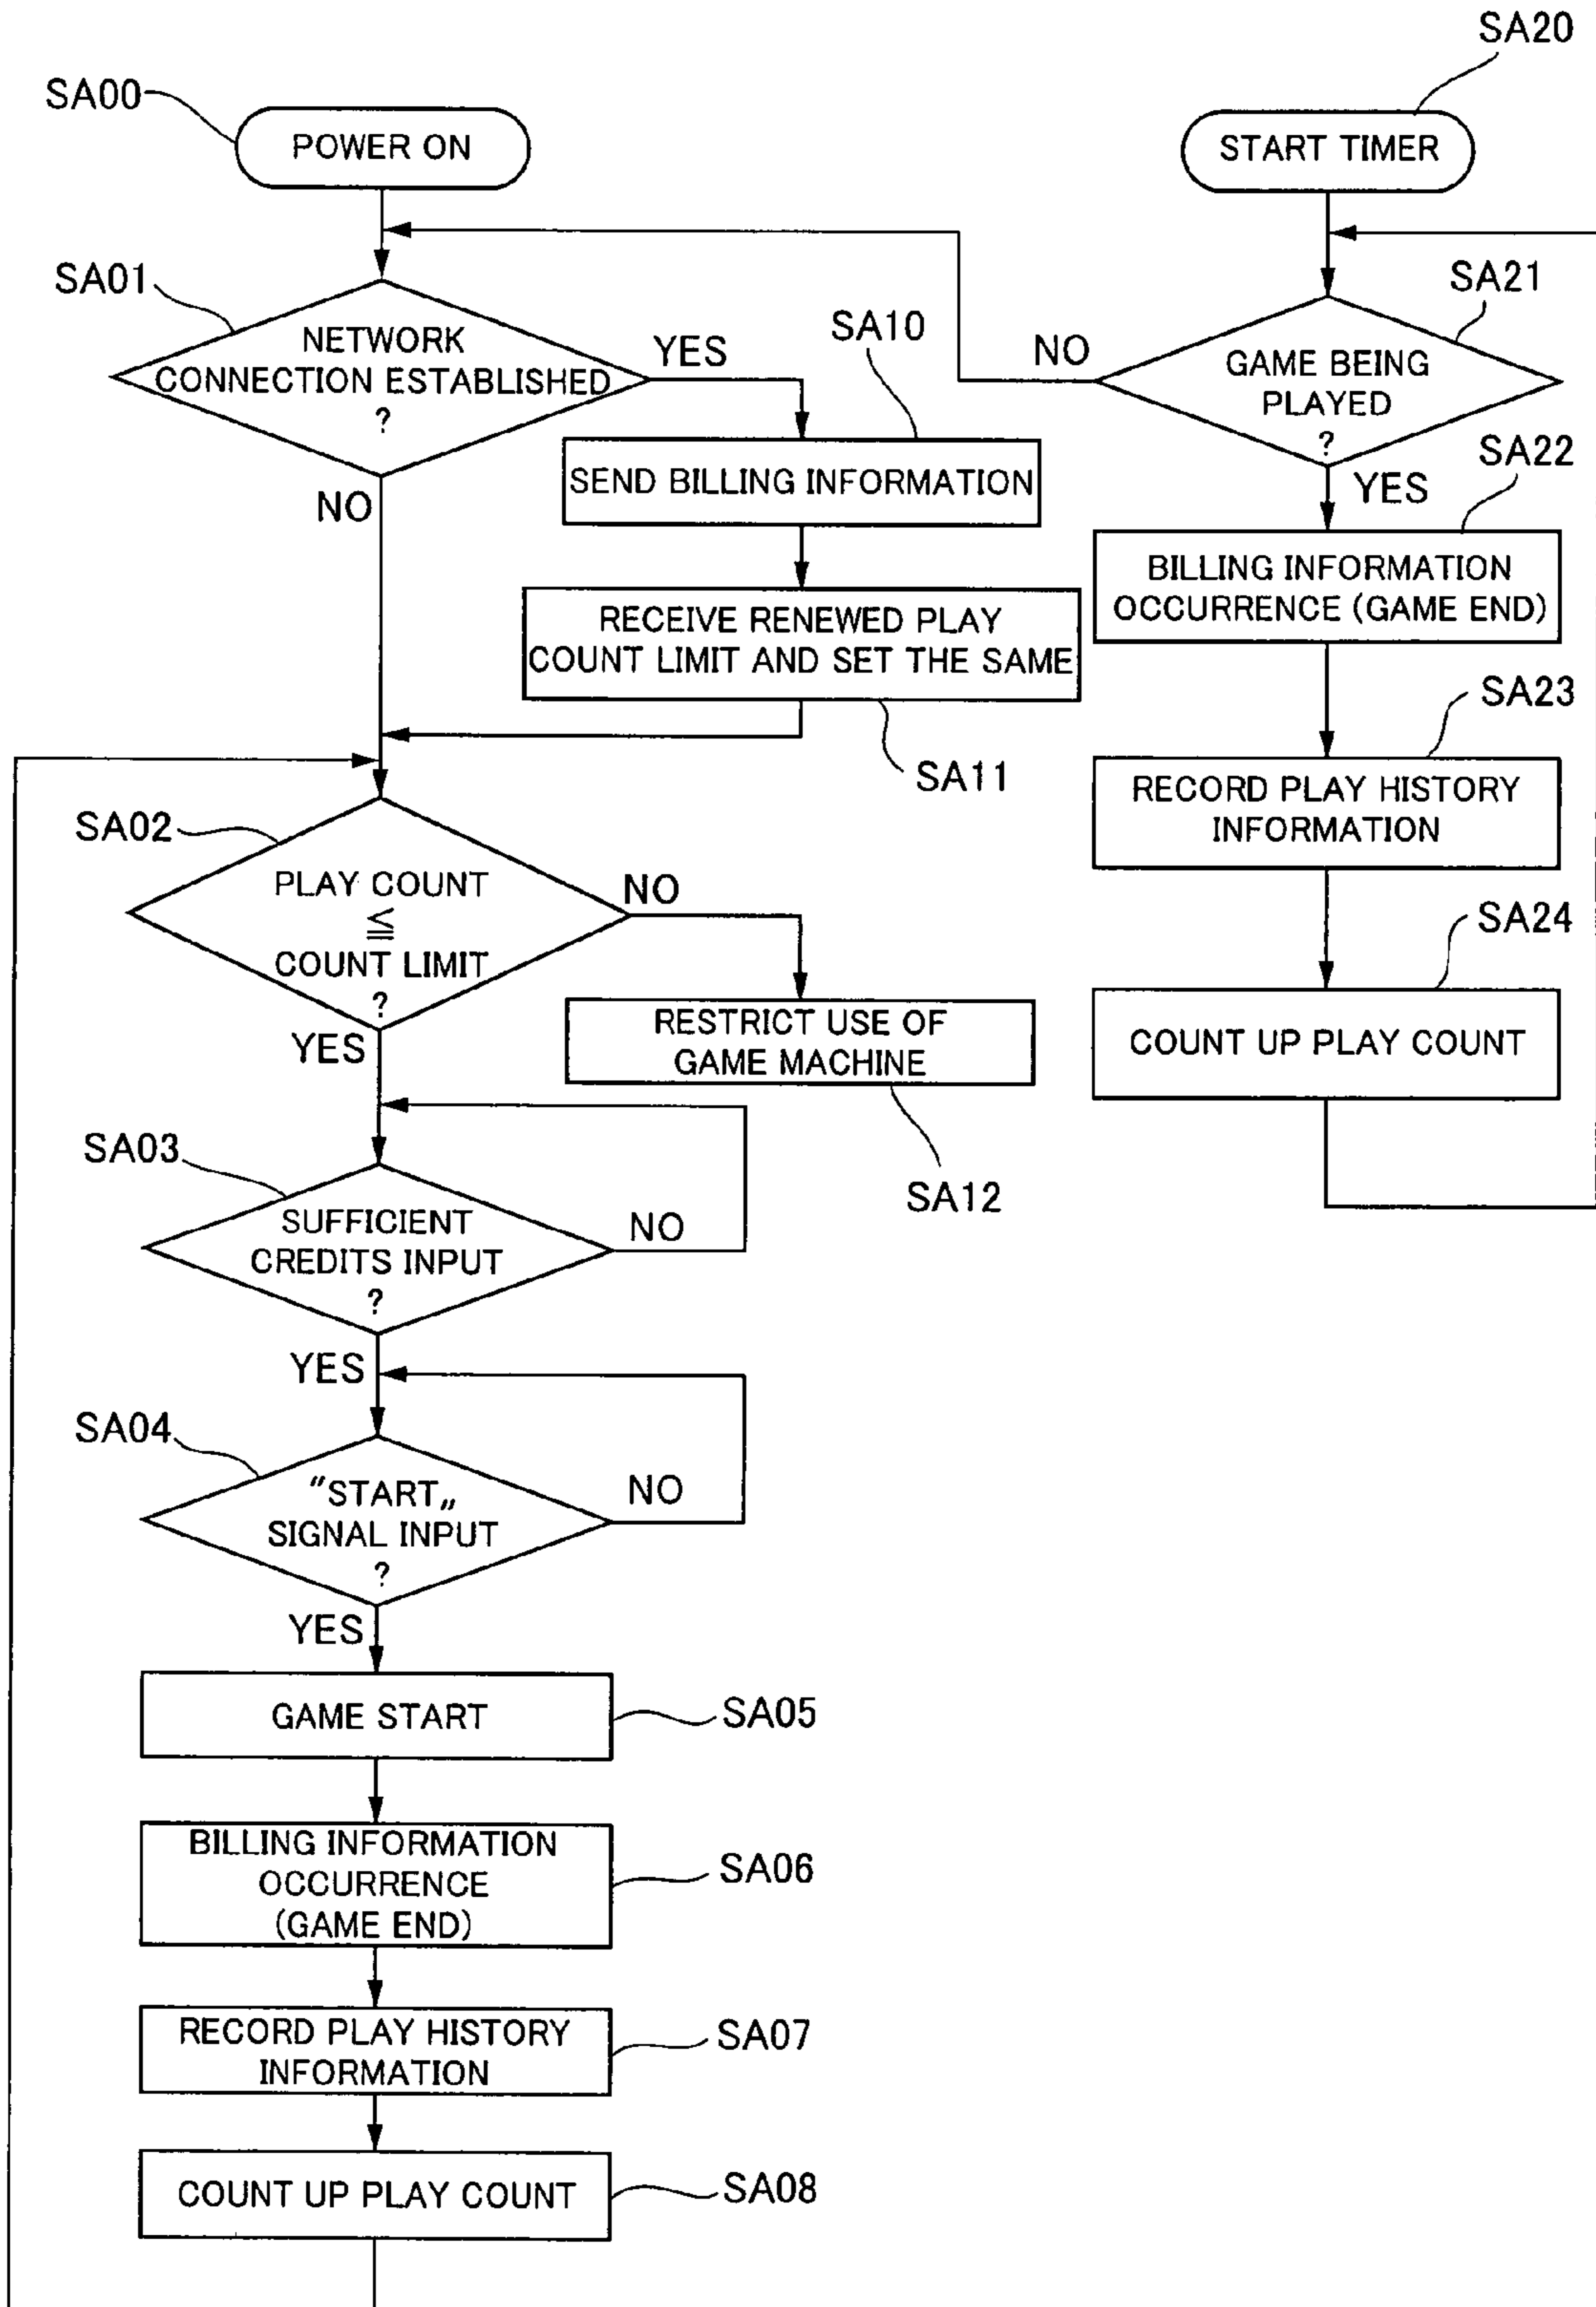 SA00
POWER ON
SA01
NETWORK
CONNECTION ESTABLISHED
?
YES
NO
SA10
SEND BILLING INFORMATION
RECEIVE RENEWED PLAY
COUNT LIMIT AND SET THE SAME
SA11
SA02
PLAY COUNT
≦
COUNT LIMIT
?
NO
YES
RESTRICT USE OF
GAME MACHINE
SA12
SA03
SUFFICIENT
CREDITS INPUT
?
NO
YES
SA04
"START„
SIGNAL INPUT
?
NO
YES
GAME START
SA05
BILLING INFORMATION
OCCURRENCE
(GAME END)
SA06
RECORD PLAY HISTORY
INFORMATION
SA07
COUNT UP PLAY COUNT
SA08
SA20
START TIMER
SA21
GAME BEING
PLAYED
?
NO
YES
SA22
BILLING INFORMATION
OCCURRENCE (GAME END)
SA23
RECORD PLAY HISTORY
INFORMATION
SA24
COUNT UP PLAY COUNT